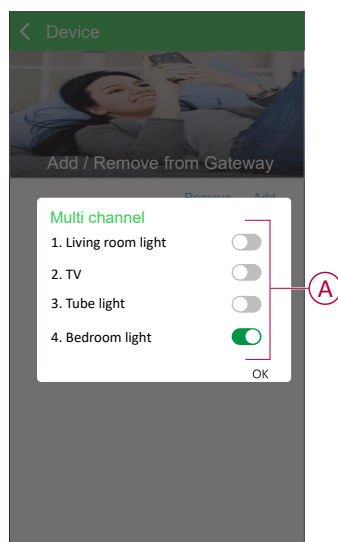 Device
Add / Remove from Gateway
Remove Add
Multi channel
1. Living room light
2. TV
3. Tube light
4. Bedroom light
OK
A